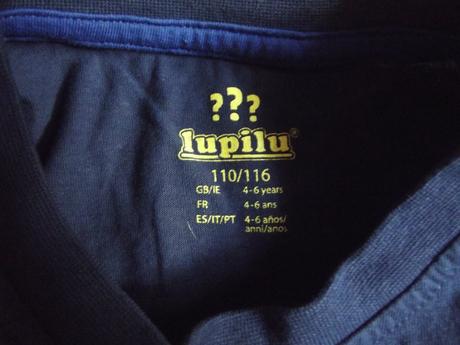 ???
lupilu®
110/116
GB/IE 4-6 years
FR 4-6 ans
ES/IT/PT 4-6 años/
anni/anos